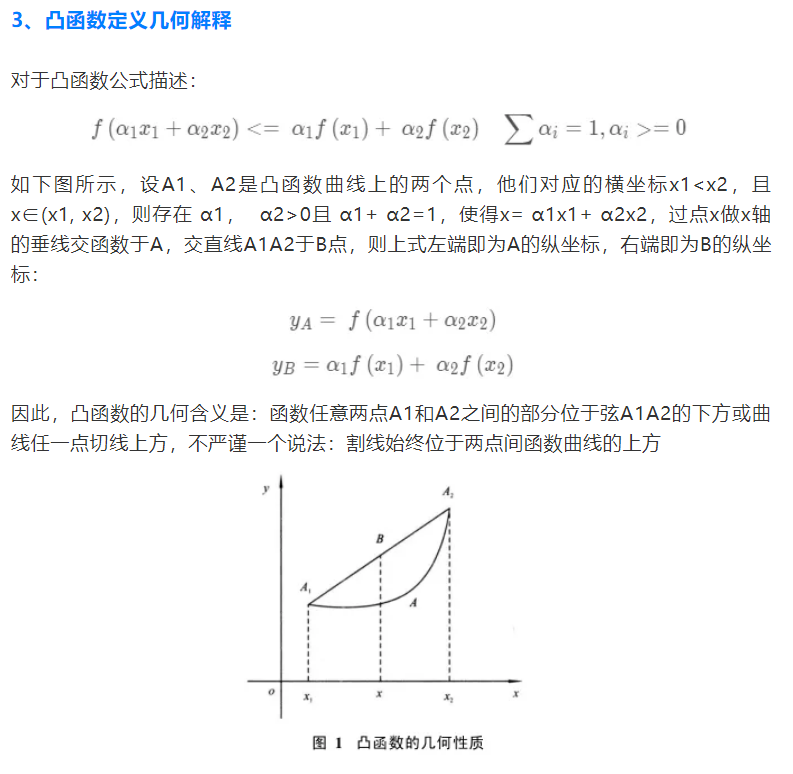 3、凸函数定义几何解释
对于凸函数公式描述：
f (α1x1 + α2x2) <= α1f (x1) + α2f (x2) ∑ αi = 1, αi >= 0
如下图所示，设A1、A2是凸函数曲线上的两个点，他们对应的横坐标x1<x2，且
x∈(x1, x2)，则存在 α1， α2>0且 α1+ α2=1，使得x= α1x1+ α2x2，过点x做x轴
的垂线交函数于A，交直线A1A2于B点，则上式左端即为A的纵坐标，右端即为B的纵坐
标：
yA = f (α1x1 + α2x2)
yB = α1f (x1) + α2f (x2)
因此，凸函数的几何含义是：函数任意两点A1和A2之间的部分位于弦A1A2的下方或曲
线任一点切线上方，不严谨一个说法：割线始终位于两点间函数曲线的上方
y
A2
B
A1
A
o x1 x x2 x
图 1 凸函数的几何性质